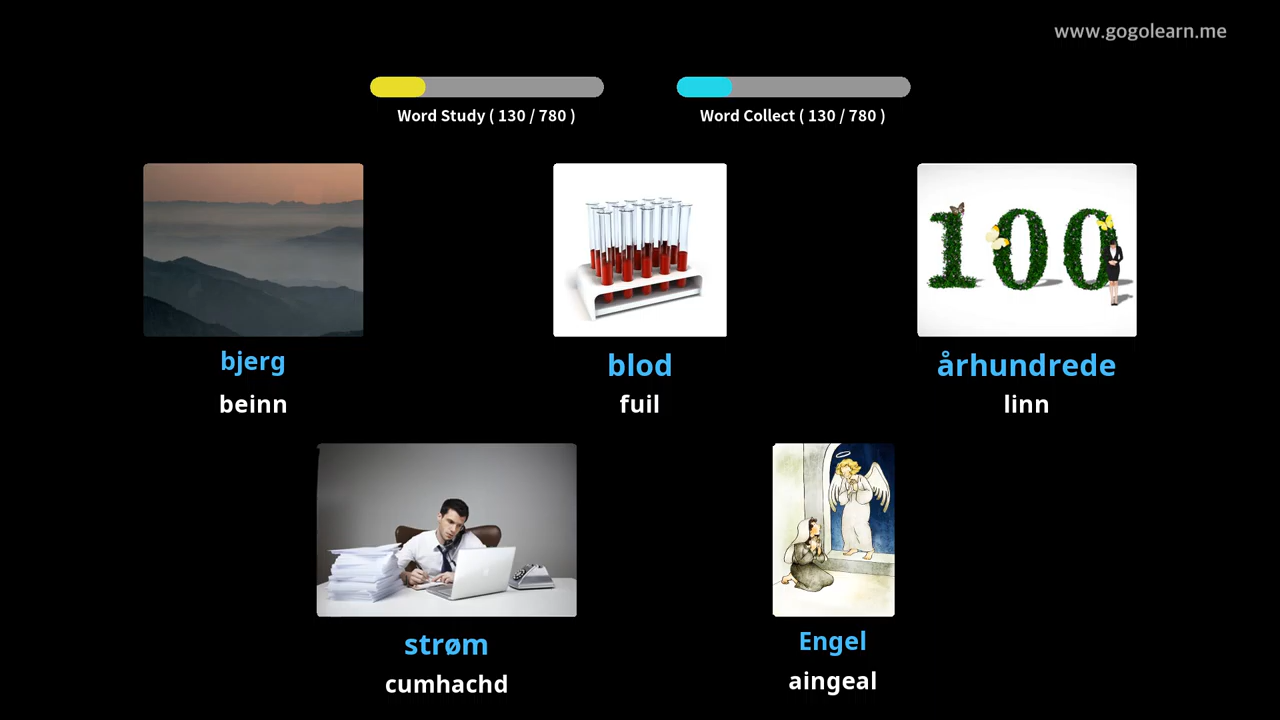 www.gogolearn.me
Word Study ( 130 / 780 )
Word Collect ( 130 / 780 )
bjerg
beinn
blod
fuil
århundrede
linn
strøm
cumhachd
Engel
aingeal